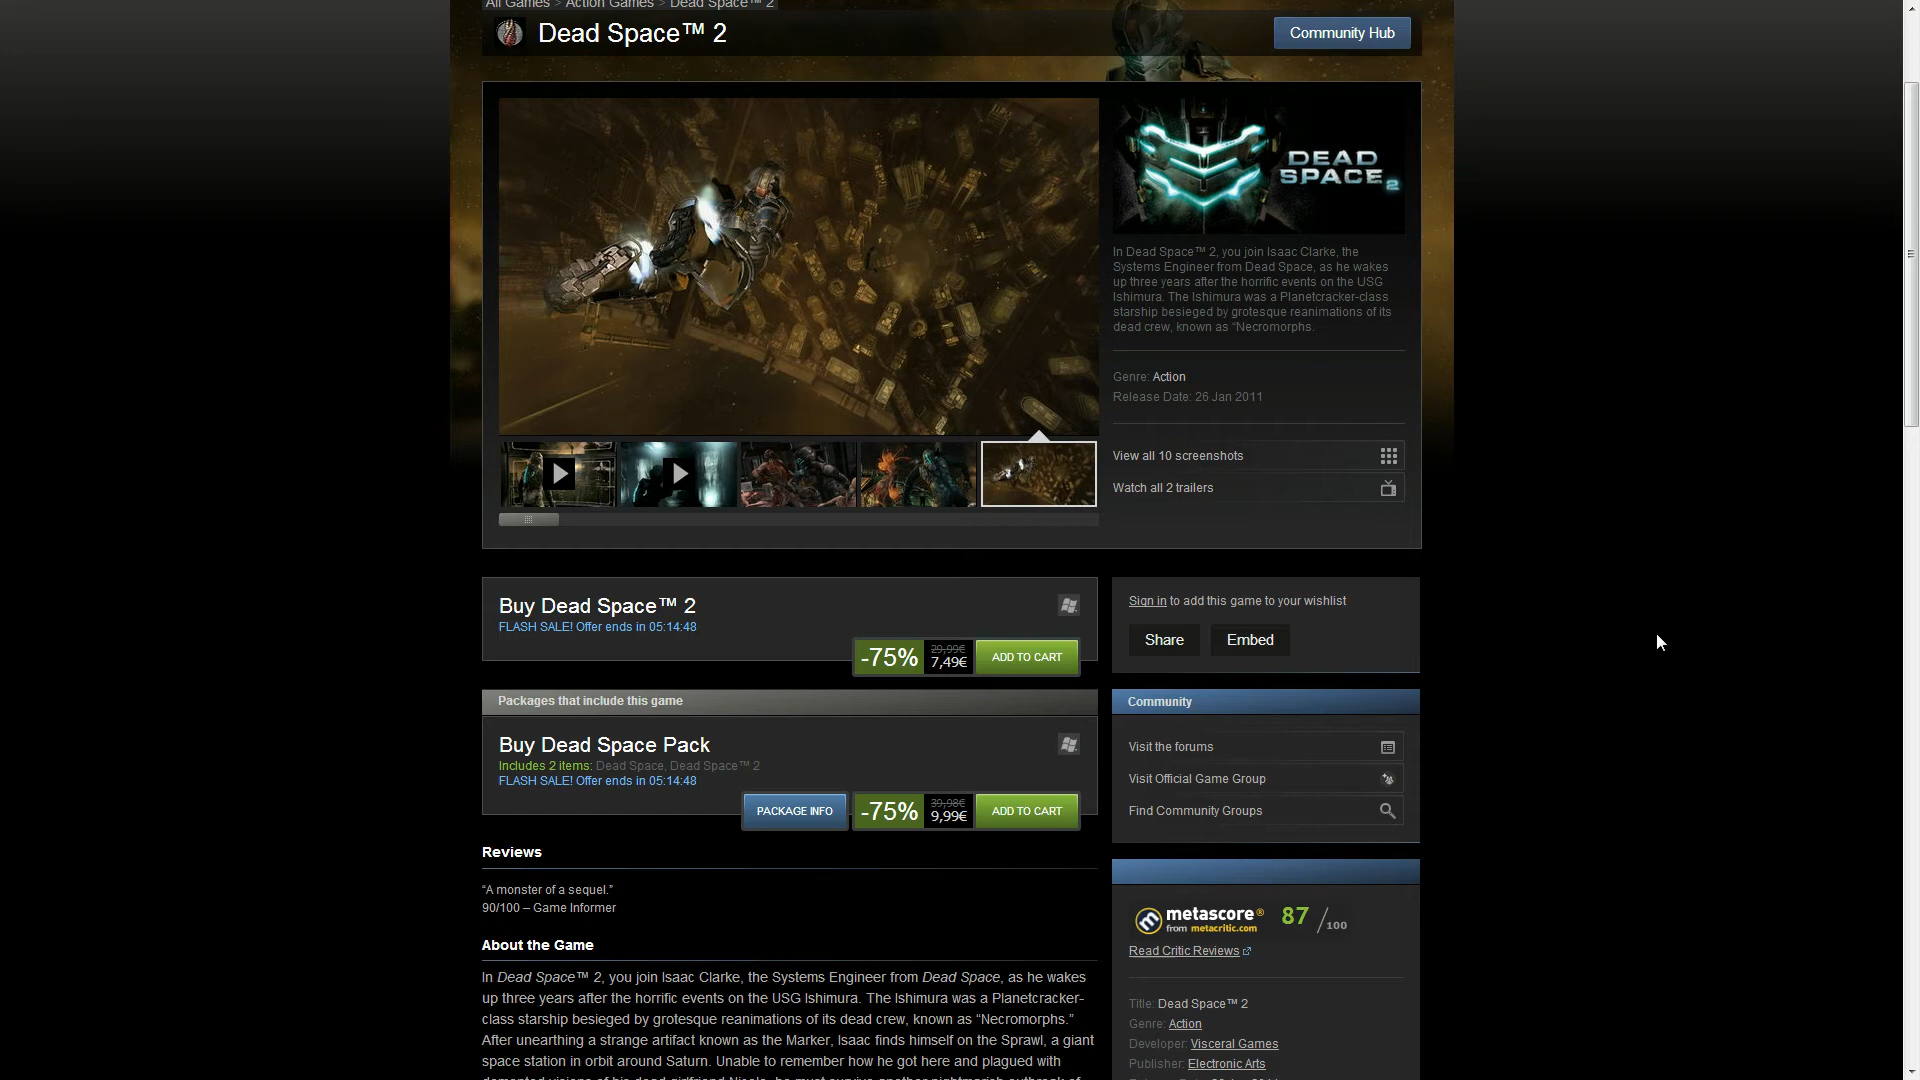 All Games > Action Games > Dead Space™ 2
Dead Space™ 2
Community Hub
DEAD SPACE 2
In Dead Space™ 2, you join Isaac Clarke, the
Systems Engineer from Dead Space, as he wakes
up three years after the horrific events on the USG
Ishimura. The Ishimura was a Planetcracker-class
starship besieged by grotesque reanimations of its
dead crew, known as “Necromorphs.
Genre: Action
Release Date: 26 Jan 2011
View all 10 screenshots
Watch all 2 trailers
Buy Dead Space™ 2
FLASH SALE! Offer ends in 05:14:48
-75% 29,99€ 7,49€ ADD TO CART
Packages that include this game
Buy Dead Space Pack
Includes 2 items: Dead Space, Dead Space™ 2
FLASH SALE! Offer ends in 05:14:48
PACKAGE INFO -75% 39,98€ 9,99€ ADD TO CART
Reviews
“A monster of a sequel.”
90/100 – Game Informer
About the Game
In Dead Space™ 2, you join Isaac Clarke, the Systems Engineer from Dead Space, as he wakes
up three years after the horrific events on the USG Ishimura. The Ishimura was a Planetcracker-
class starship besieged by grotesque reanimations of its dead crew, known as “Necromorphs.”
After unearthing a strange artifact known as the Marker, Isaac finds himself on the Sprawl, a giant
space station in orbit around Saturn. Unable to remember how he got here and plagued with
Sign in to add this game to your wishlist
Share Embed
Community
Visit the forums
Visit Official Game Group
Find Community Groups
metascore® 87 /100
from metacritic.com
Read Critic Reviews
Title: Dead Space™ 2
Genre: Action
Developer: Visceral Games
Publisher: Electronic Arts